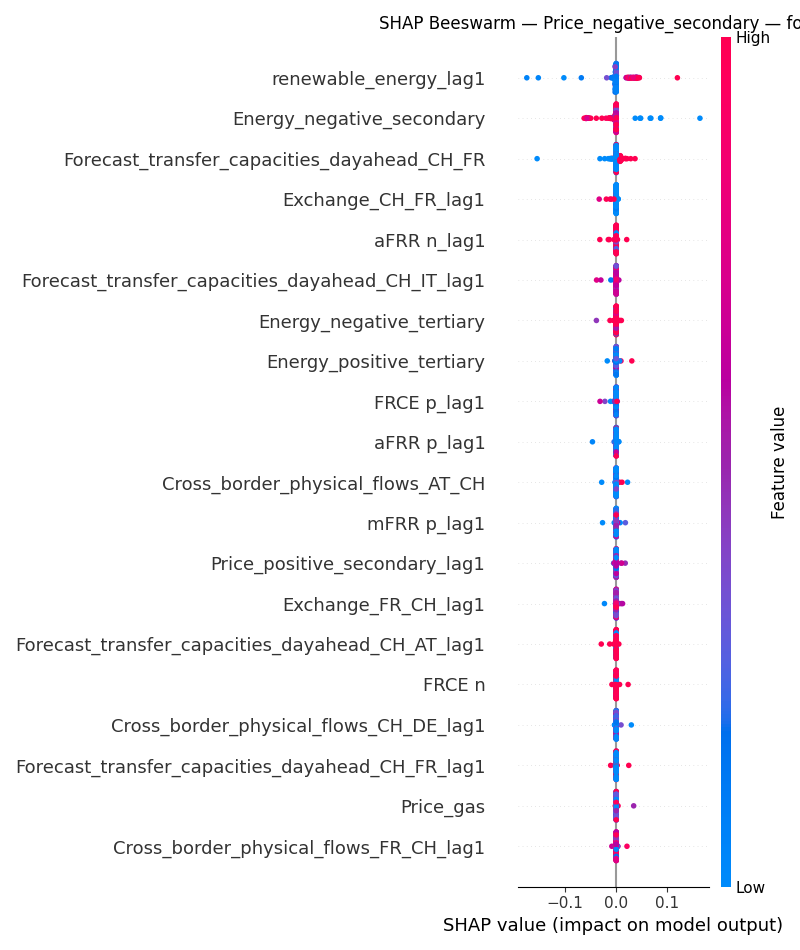 SHAP Beeswarm — Price_negative_secondary — fo
High
renewable_energy_lag1
Energy_negative_secondary
Forecast_transfer_capacities_dayahead_CH_FR
Exchange_CH_FR_lag1
aFRR n_lag1
Forecast_transfer_capacities_dayahead_CH_IT_lag1
Energy_negative_tertiary
Energy_positive_tertiary
FRCE p_lag1
aFRR p_lag1
Cross_border_physical_flows_AT_CH
mFRR p_lag1
Price_positive_secondary_lag1
Exchange_FR_CH_lag1
Forecast_transfer_capacities_dayahead_CH_AT_lag1
FRCE n
Cross_border_physical_flows_CH_DE_lag1
Forecast_transfer_capacities_dayahead_CH_FR_lag1
Price_gas
Cross_border_physical_flows_FR_CH_lag1
Feature value
Low
−0.1 0.0 0.1
SHAP value (impact on model output)